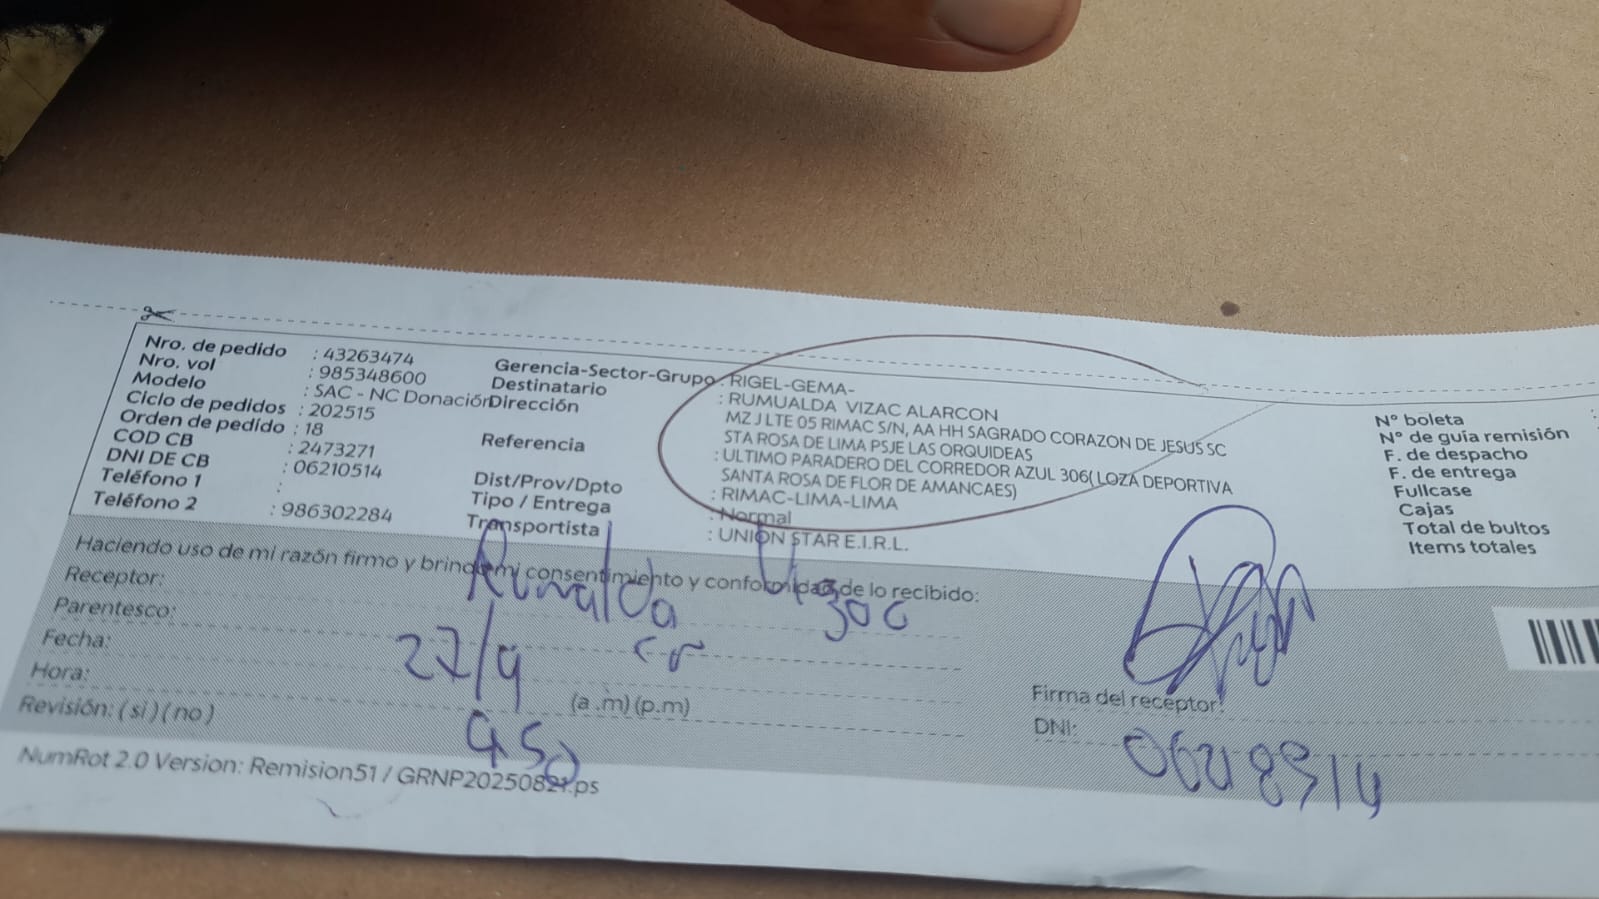 Nro. de pedido : 43263474
Nro. vol : 985348600
Modelo : SAC - NC Donación
Ciclo de pedidos : 202515
Orden de pedido : 18
COD CB : 2473271
DNI DE CB : 06210514
Teléfono 1 :
Teléfono 2 : 986302284
Gerencia-Sector-Grupo : RIGEL-GEMA-
Destinatario : RUMUALDA VIZAC ALARCON
Dirección MZ J LTE 05 RIMAC S/N, AA HH SAGRADO CORAZON DE JESUS SC
STA ROSA DE LIMA PSJE LAS ORQUIDEAS
Referencia : ULTIMO PARADERO DEL CORREDOR AZUL 306( LOZA DEPORTIVA
SANTA ROSA DE FLOR DE AMANCAES)
Dist/Prov/Dpto : RIMAC-LIMA-LIMA
Tipo / Entrega : Normal
Transportista : UNION STAR E.I.R.L.
N° boleta :
N° de guía remisión
F. de despacho
F. de entrega
Fullcase
Cajas
Total de bultos
Items totales
Haciendo uso de mi razón firmo y brindo mi consentimiento y conformidad de lo recibido:
Receptor:
Parentesco:
Fecha: 27/9
Hora: 950 (a .m) (p.m)
Revisión: ( si ) ( no )
Firma del receptor:
DNI:
NumRot 2.0 Version: Remision51 / GRNP20250821.ps